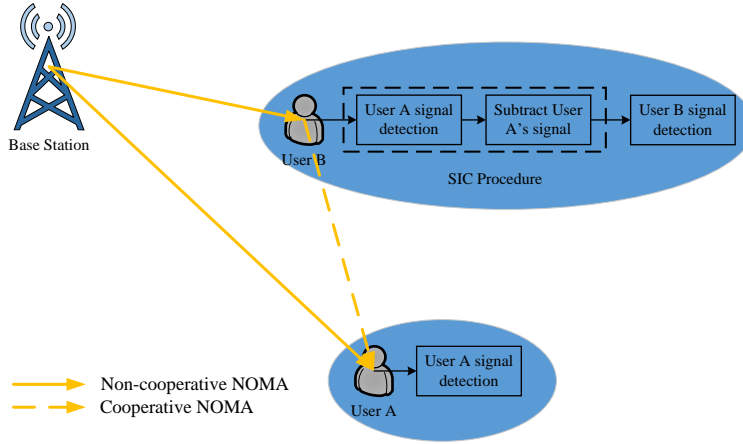 Base Station
User B
User A signal
detection
Subtract User
A's signal
User B signal
detection
SIC Procedure
User A
User A signal
detection
Non-cooperative NOMA
Cooperative NOMA